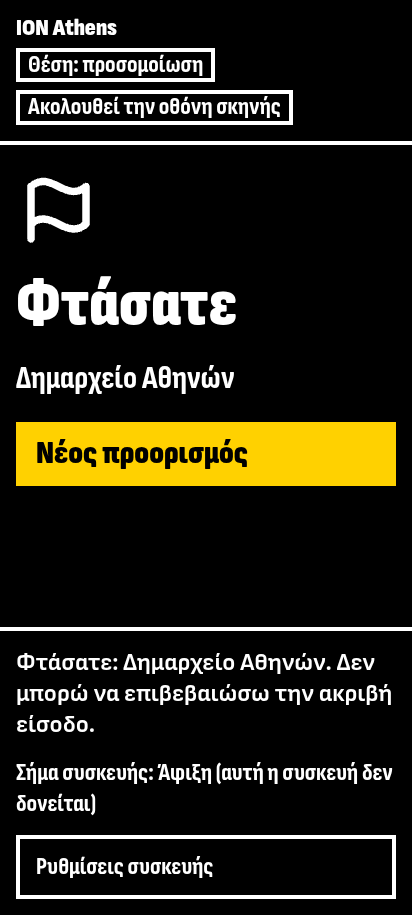 ION Athens
Θέση: προσομοίωση
Ακολουθεί την οθόνη σκηνής
Φτάσατε
Δημαρχείο Αθηνών
Νέος προορισμός
Φτάσατε: Δημαρχείο Αθηνών. Δεν
μπορώ να επιβεβαιώσω την ακριβή
είσοδο.
Σήμα συσκευής: Άφιξη (αυτή η συσκευή δεν
δονείται)
Ρυθμίσεις συσκευής